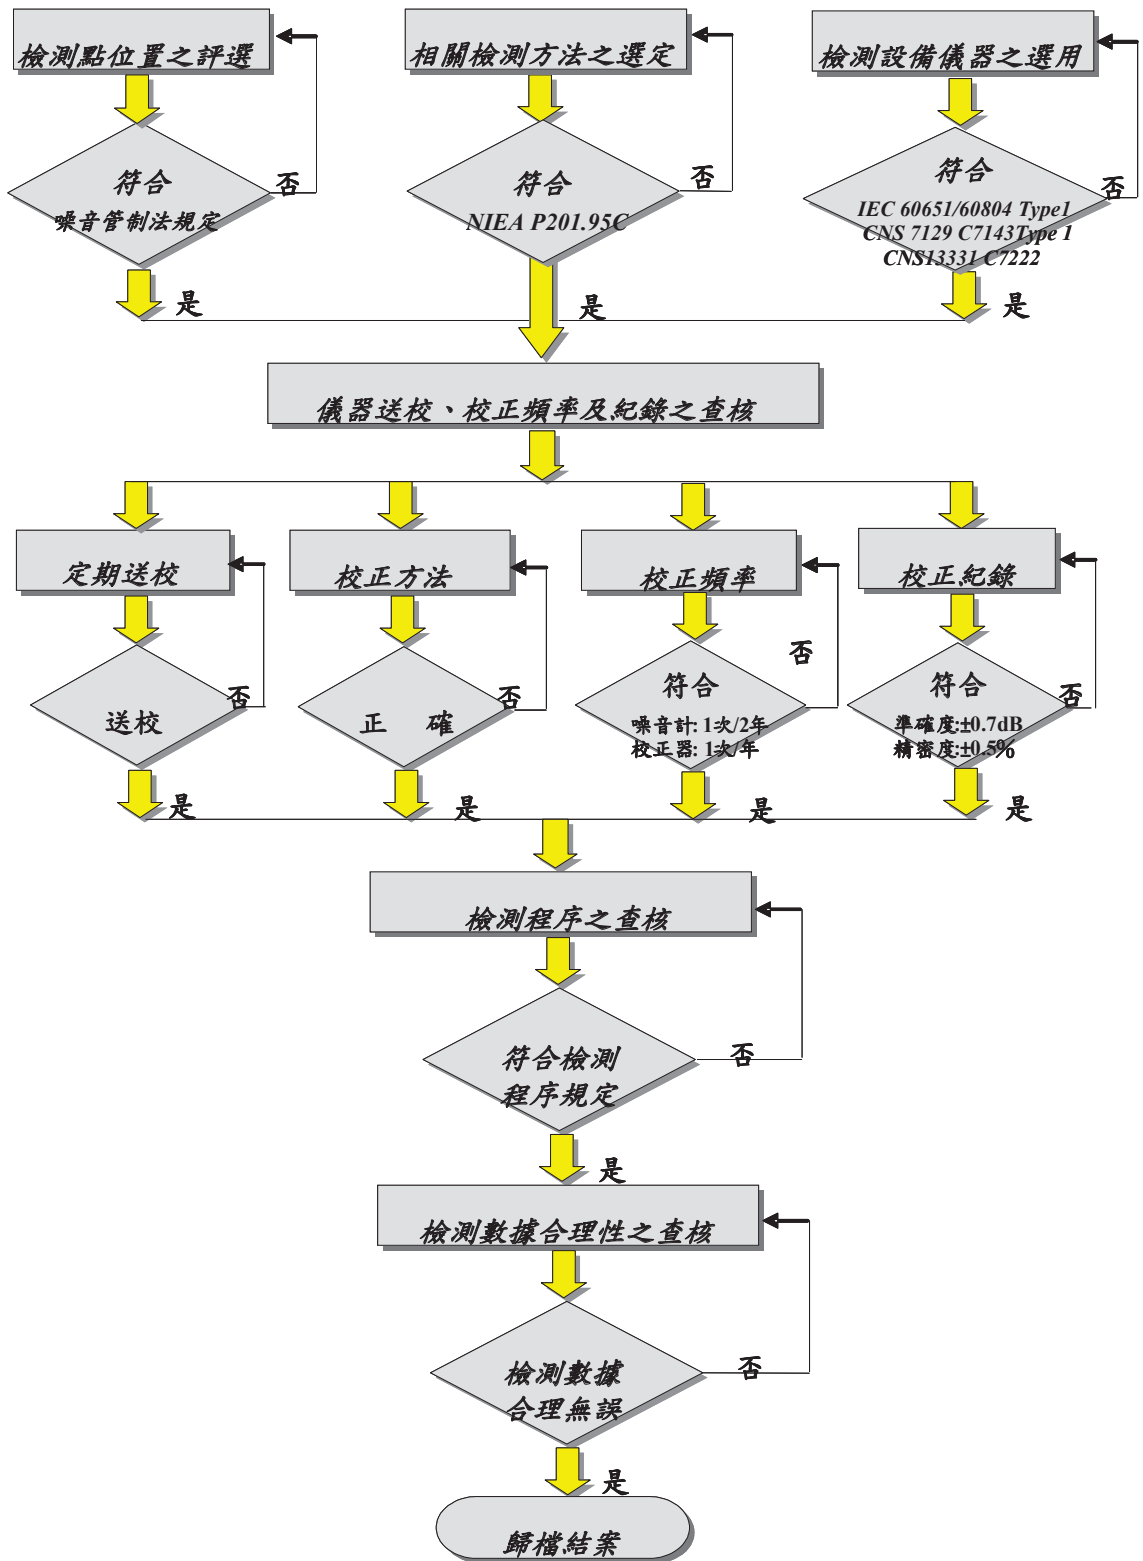 檢測點位置之評選
相關檢測方法之選定
檢測設備儀器之選用
符合
噪音管制法規定
否
符合
NIEA P201.95C
否
符合
IEC 60651/60804 Type1
CNS 7129 C7143Type 1
CNS13331 C7222
否
是
是
是
儀器送校、校正頻率及紀錄之查核
定期送校
校正方法
校正頻率
校正紀錄
送校
否
正 確
否
符合
噪音計:1次/2年
校正器:1次/年
否
符合
準確度:±0.7dB
精密度:±0.5%
否
是
是
是
是
檢測程序之查核
符合檢測
程序規定
否
是
檢測數據合理性之查核
檢測數據
合理無誤
否
是
歸檔結案